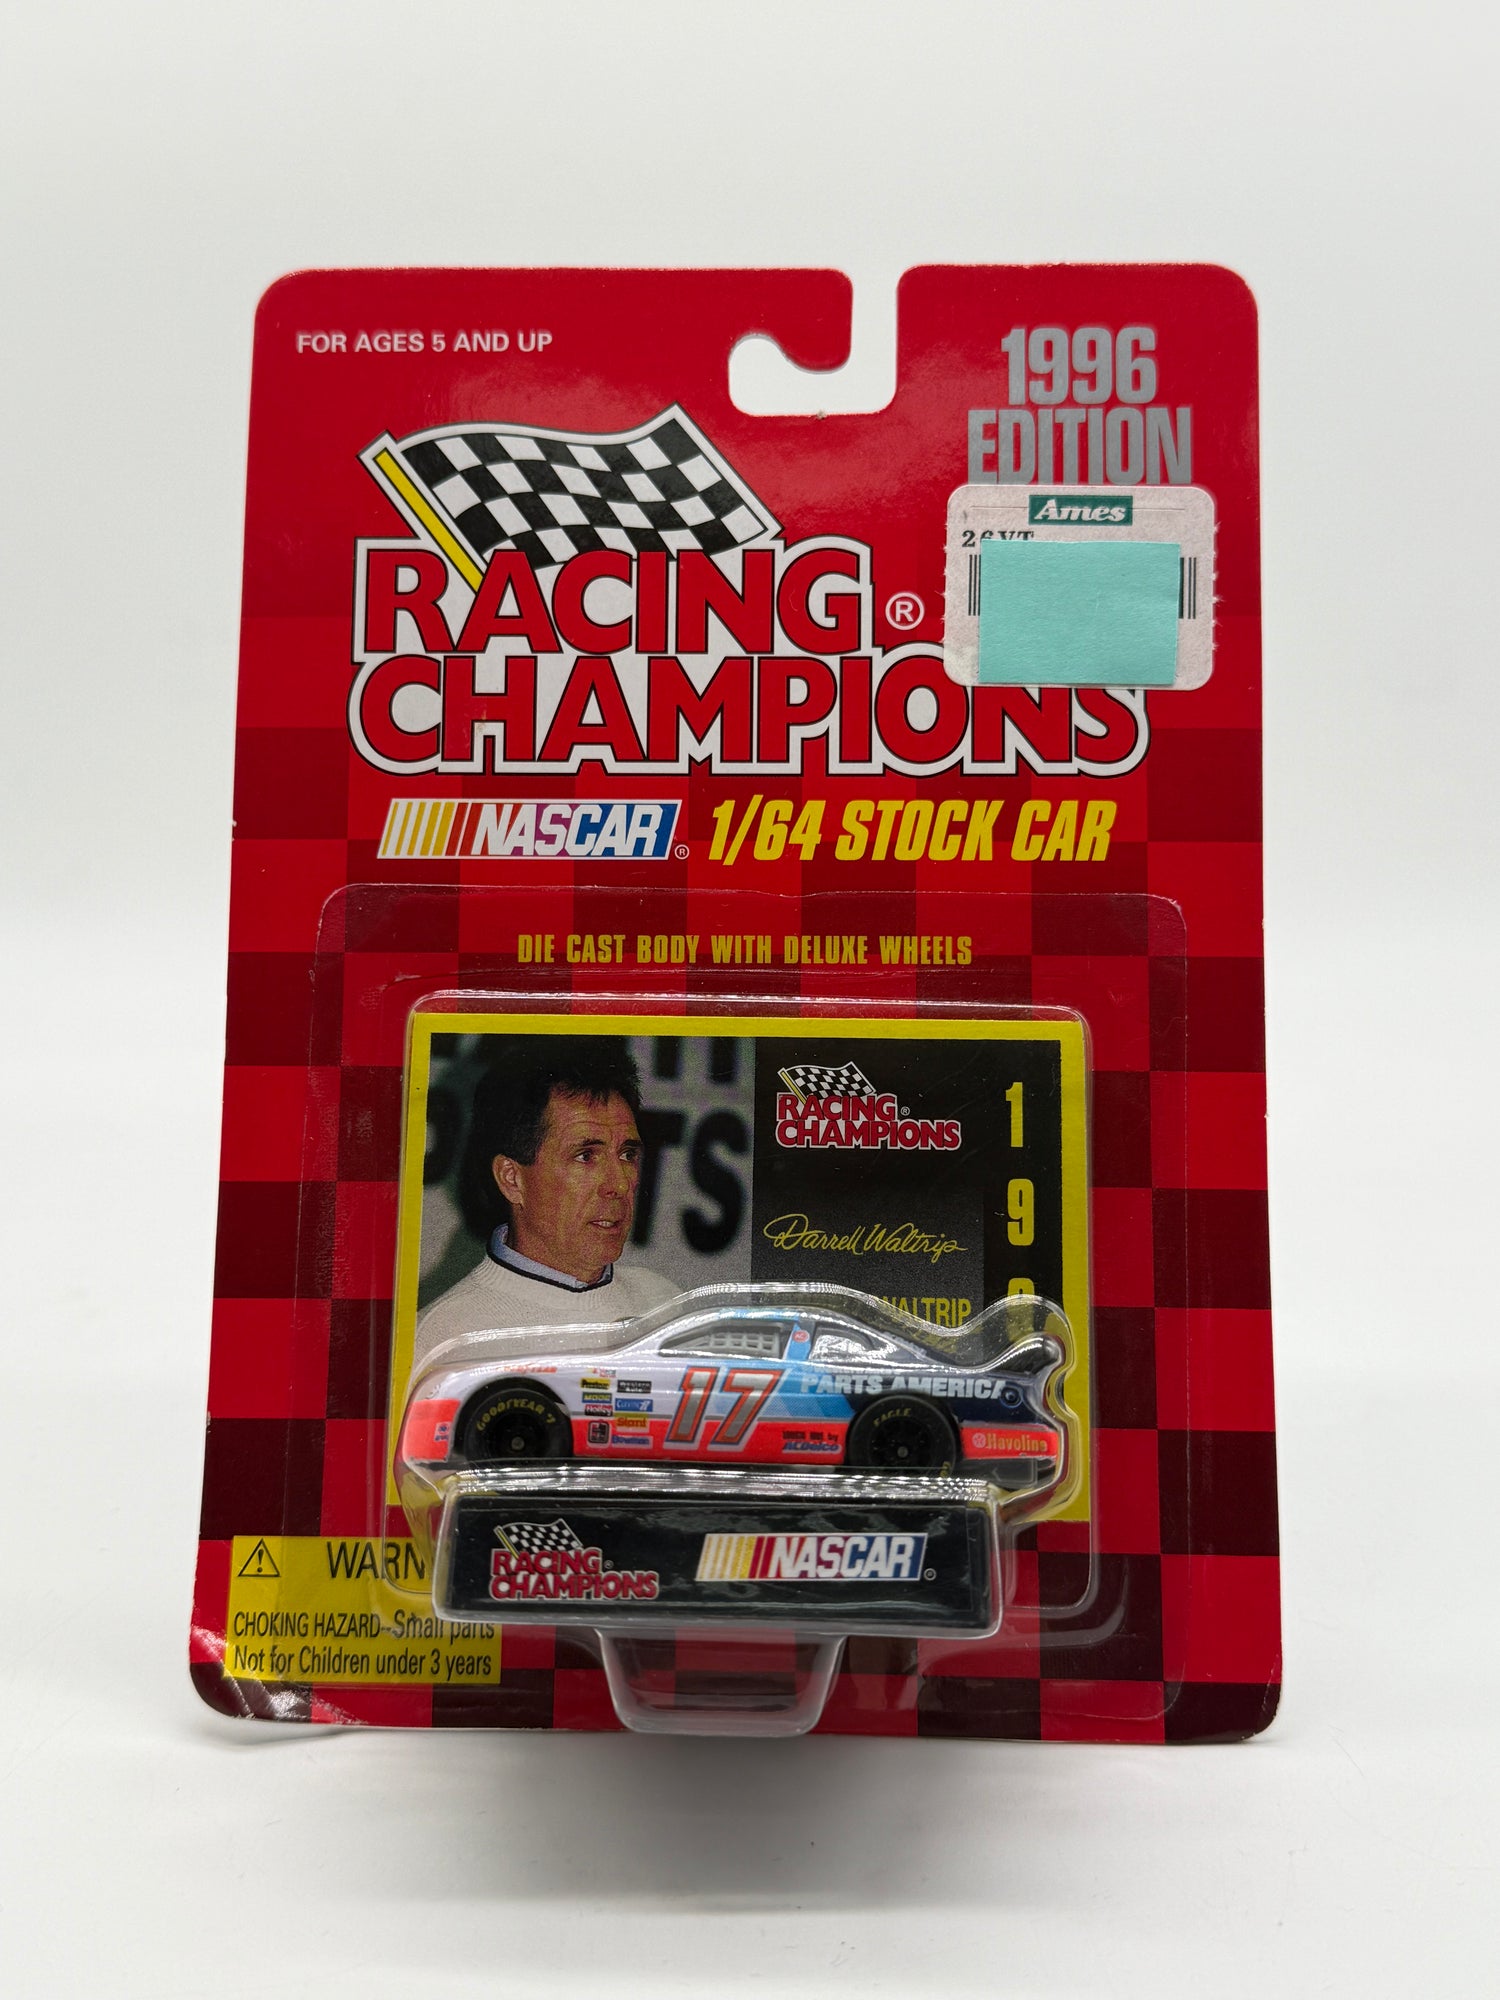 FOR AGES 5 AND UP
1996
EDITION
Ames
RACING ®
CHAMPIONS
NASCAR ® 1/64 STOCK CAR
DIE CAST BODY WITH DELUXE WHEELS
RACING ®
CHAMPIONS
1
9
Darrell Waltrip
WALTRIP
17
PARTS AMERICA
GOODYEAR
EAGLE
Holley
ACDelco
Havoline
RACING ®
CHAMPIONS
NASCAR ®
WARN
CHOKING HAZARD--Small parts
Not for Children under 3 years